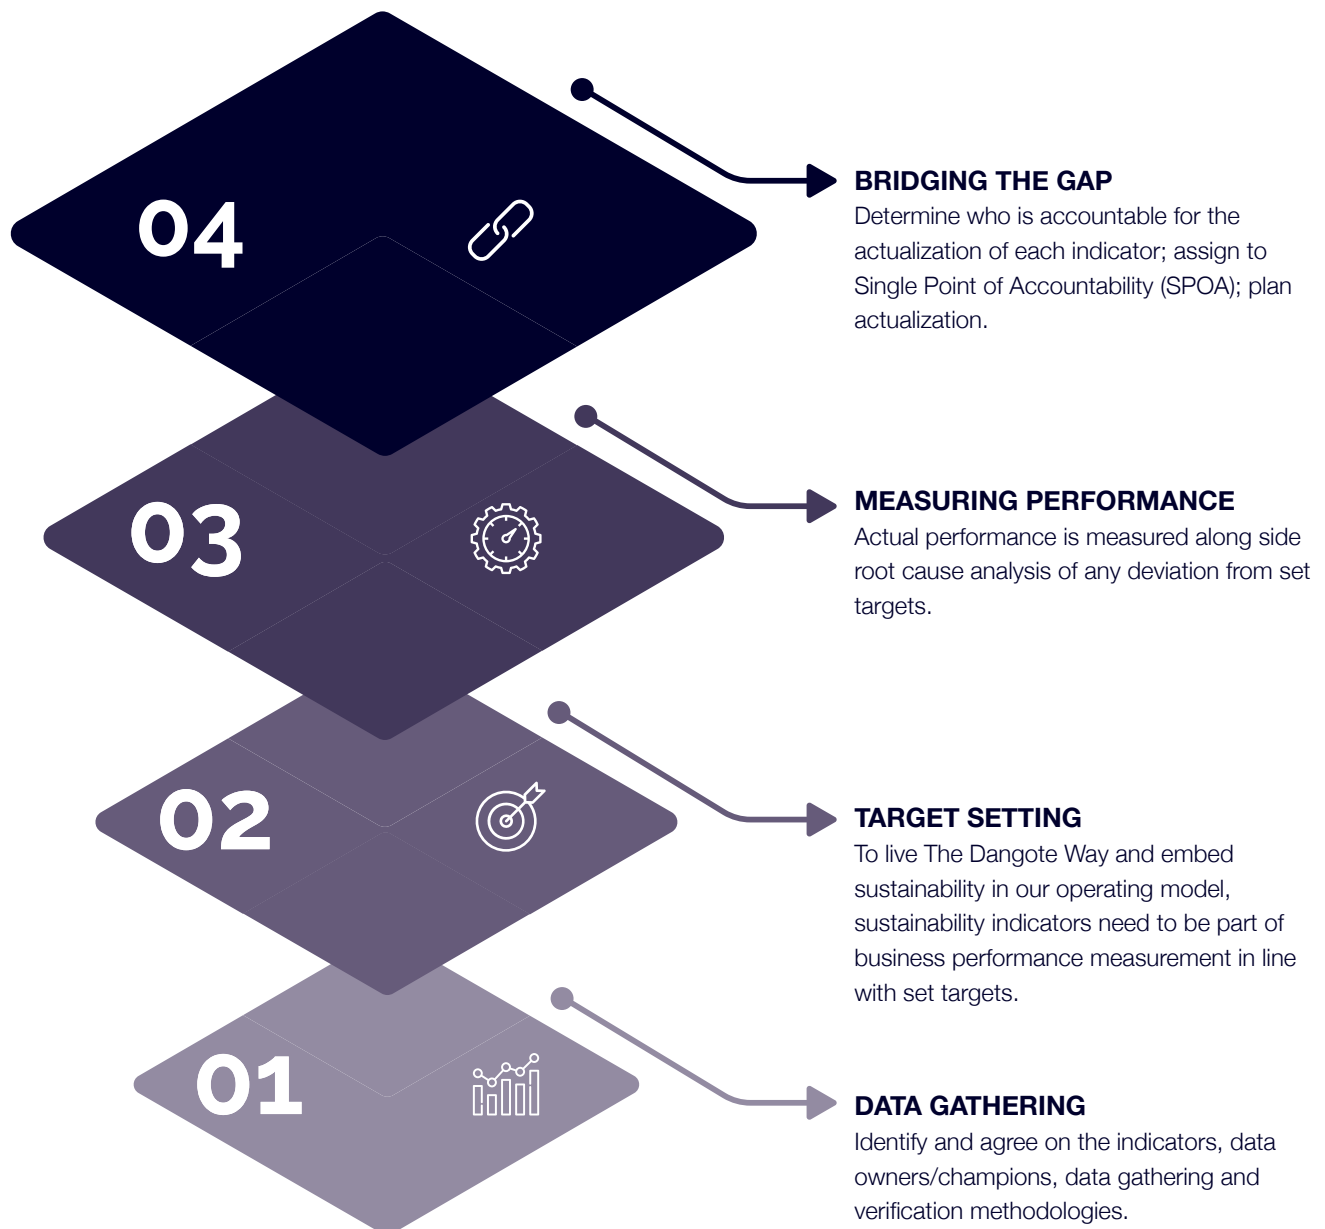 04
BRIDGING THE GAP
Determine who is accountable for the
actualization of each indicator; assign to
Single Point of Accountability (SPOA); plan
actualization.
03
MEASURING PERFORMANCE
Actual performance is measured along side
root cause analysis of any deviation from set
targets.
02
TARGET SETTING
To live The Dangote Way and embed
sustainability in our operating model,
sustainability indicators need to be part of
business performance measurement in line
with set targets.
01
DATA GATHERING
Identify and agree on the indicators, data
owners/champions, data gathering and
verification methodologies.